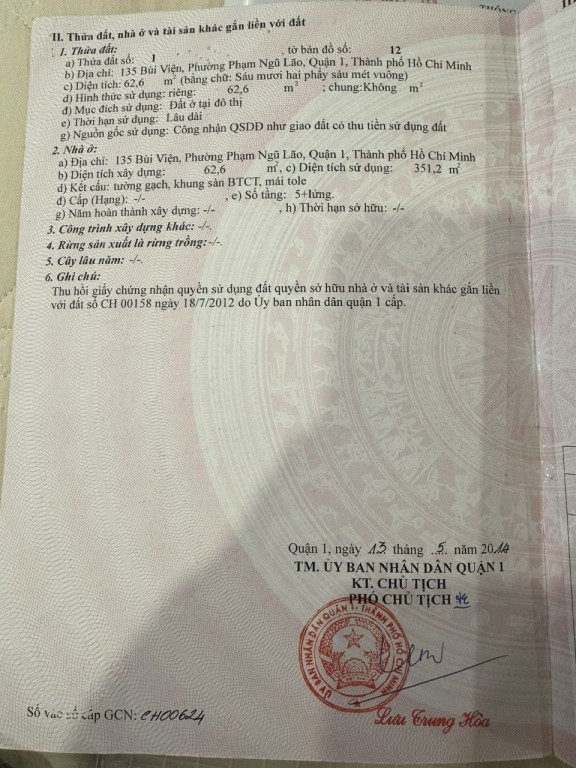 II. Thửa đất, nhà ở và tài sản khác gắn liền với đất
1. Thửa đất:
a) Thửa đất số: 1 , tờ bản đồ số: 12
b) Địa chỉ: 135 Bùi Viện, Phường Phạm Ngũ Lão, Quận 1, Thành phố Hồ Chí Minh
c) Diện tích: 62,6 m² (bằng chữ: Sáu mươi hai phẩy sáu mét vuông)
d) Hình thức sử dụng: riêng: 62,6 m² ; chung:Không m²
đ) Mục đích sử dụng: Đất ở tại đô thị
e) Thời hạn sử dụng: Lâu dài
g) Nguồn gốc sử dụng: Công nhận QSDĐ như giao đất có thu tiền sử dụng đất
2. Nhà ở:
a) Địa chỉ: 135 Bùi Viện, Phường Phạm Ngũ Lão, Quận 1, Thành phố Hồ Chí Minh
b) Diện tích xây dựng: 62,6 m², c) Diện tích sử dụng: 351,2 m²
d) Kết cấu: tường gạch, khung sàn BTCT, mái tole
đ) Cấp (Hạng): -/- , e) Số tầng: 5+lửng.
g) Năm hoàn thành xây dựng: -/- , h) Thời hạn sở hữu: -/-
3. Công trình xây dựng khác: -/-.
4. Rừng sản xuất là rừng trồng:-/-.
5. Cây lâu năm: -/-.
6. Ghi chú:
Thu hồi giấy chứng nhận quyền sử dụng đất quyền sở hữu nhà ở và tài sản khác gắn liền
với đất số CH 00158 ngày 18/7/2012 do Ủy ban nhân dân quận 1 cấp.
Quận 1, ngày 13 tháng 5 năm 2014
TM. ỦY BAN NHÂN DÂN QUẬN 1
KT. CHỦ TỊCH
PHÓ CHỦ TỊCH
ỦY BAN NHÂN DÂN QUẬN 1 - THÀNH PHỐ HỒ CHÍ MINH
Lưu Trung Hòa
Số vào sổ cấp GCN: CH00624